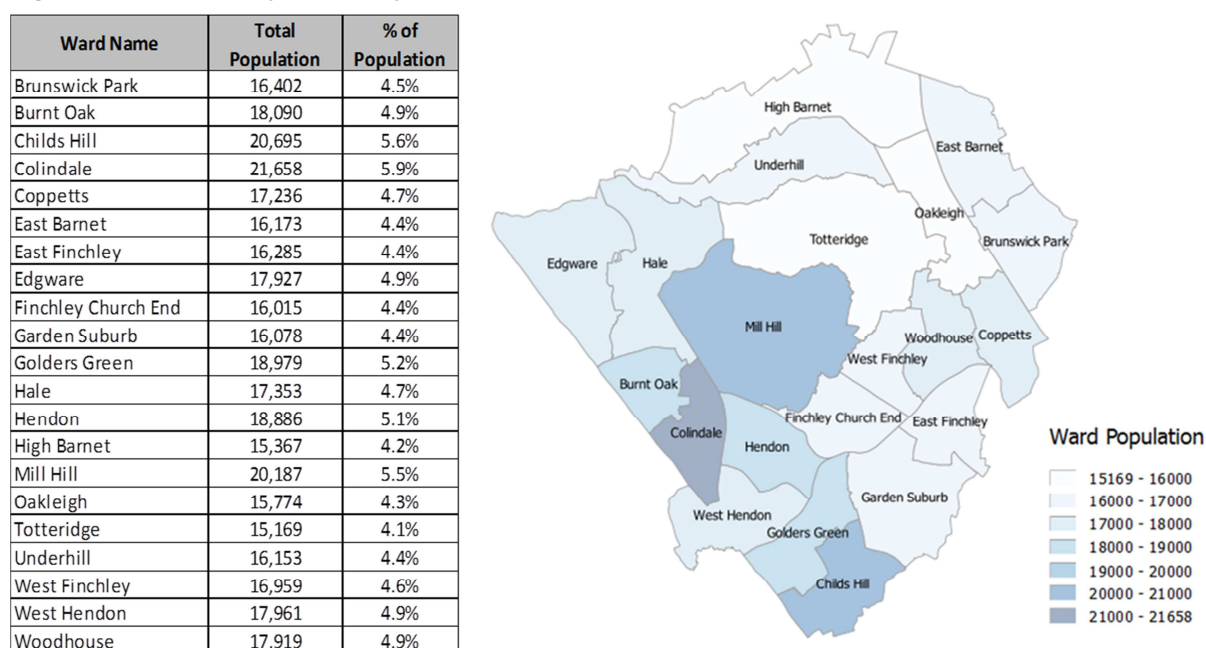 Ward Name Total Population % of Population
Brunswick Park 16,402 4.5%
Burnt Oak 18,090 4.9%
Childs Hill 20,695 5.6%
Colindale 21,658 5.9%
Coppetts 17,236 4.7%
East Barnet 16,173 4.4%
East Finchley 16,285 4.4%
Edgware 17,927 4.9%
Finchley Church End 16,015 4.4%
Garden Suburb 16,078 4.4%
Golders Green 18,979 5.2%
Hale 17,353 4.7%
Hendon 18,886 5.1%
High Barnet 15,367 4.2%
Mill Hill 20,187 5.5%
Oakleigh 15,774 4.3%
Totteridge 15,169 4.1%
Underhill 16,153 4.4%
West Finchley 16,959 4.6%
West Hendon 17,961 4.9%
Woodhouse 17,919 4.9%
High Barnet
East Barnet
Underhill
Oakleigh
Totteridge
Brunswick Park
Edgware
Hale
Mill Hill
Woodhouse
Coppetts
West Finchley
Burnt Oak
Finchley Church End
East Finchley
Colindale
Hendon
Garden Suburb
West Hendon
Golders Green
Childs Hill
Ward Population
15169 - 16000
16000 - 17000
17000 - 18000
18000 - 19000
19000 - 20000
20000 - 21000
21000 - 21658